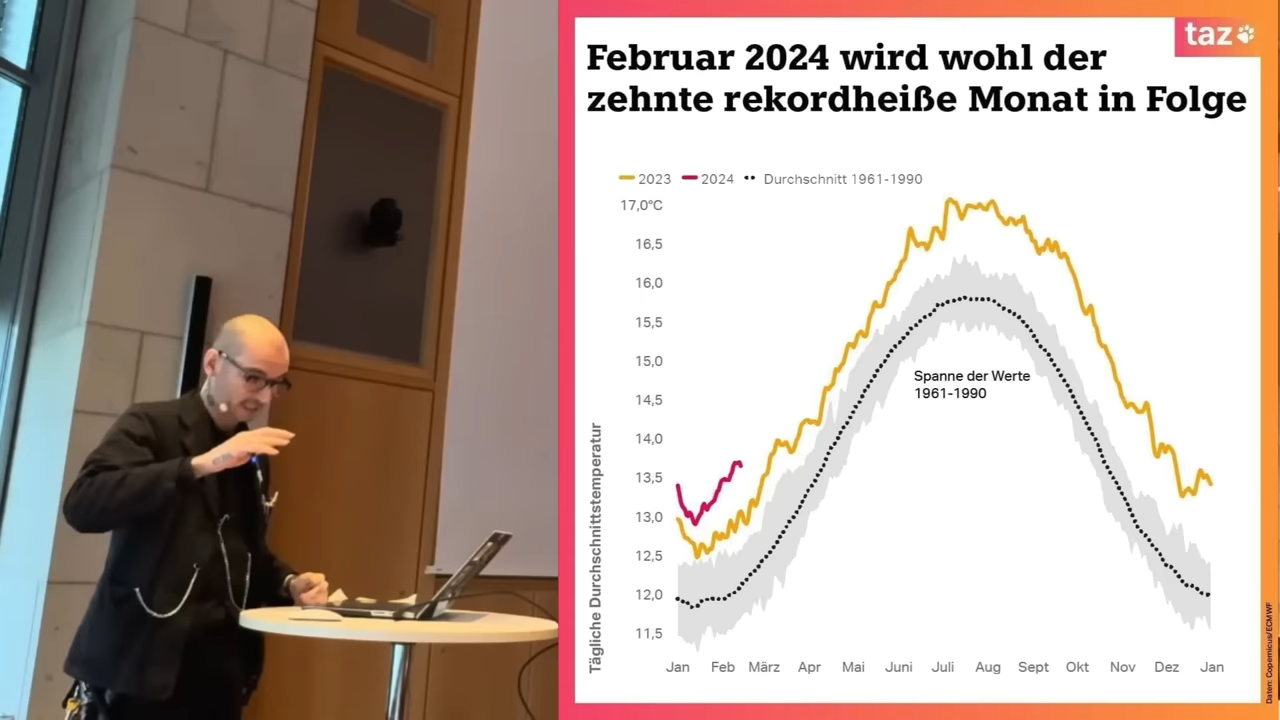 taz
Februar 2024 wird wohl der
zehnte rekordheiße Monat in Folge
2023 2024 Durchschnitt 1961-1990
17,0°C
16,5
16,0
15,5
15,0
14,5
14,0
13,5
13,0
12,5
12,0
11,5
Tägliche Durchschnittstemperatur
Spanne der Werte
1961-1990
Jan Feb März Apr Mai Juni Juli Aug Sept Okt Nov Dez Jan
Daten: Copernicus/ECMWF